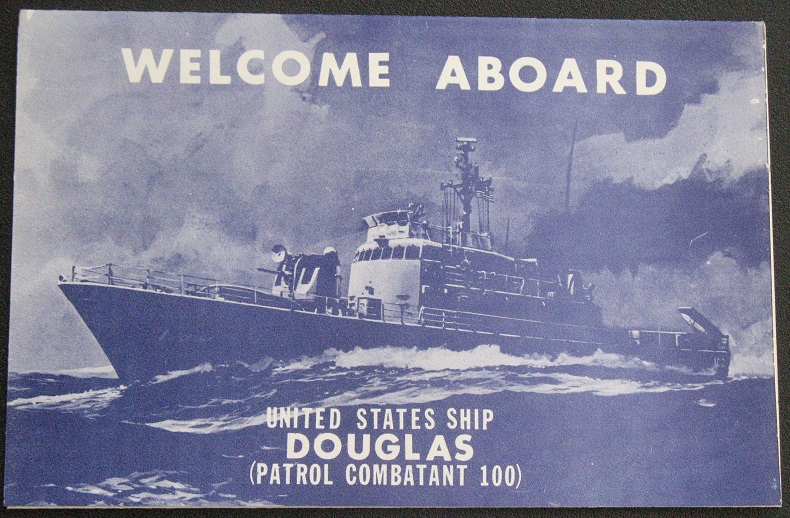 WELCOME ABOARD
UNITED STATES SHIP
DOUGLAS
(PATROL COMBATANT 100)